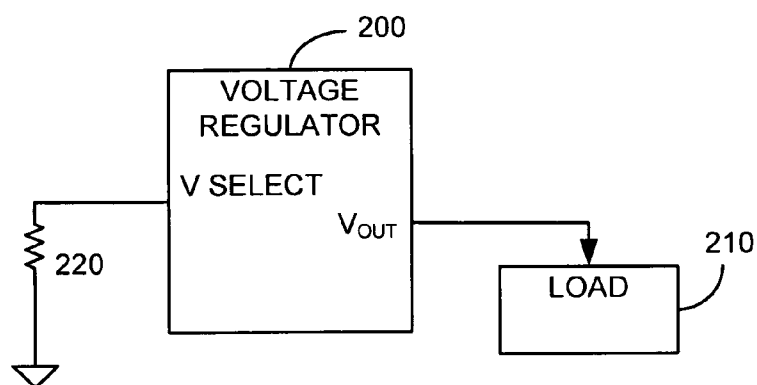 200
VOLTAGE
REGULATOR
V SELECT
VOUT
220
210
LOAD